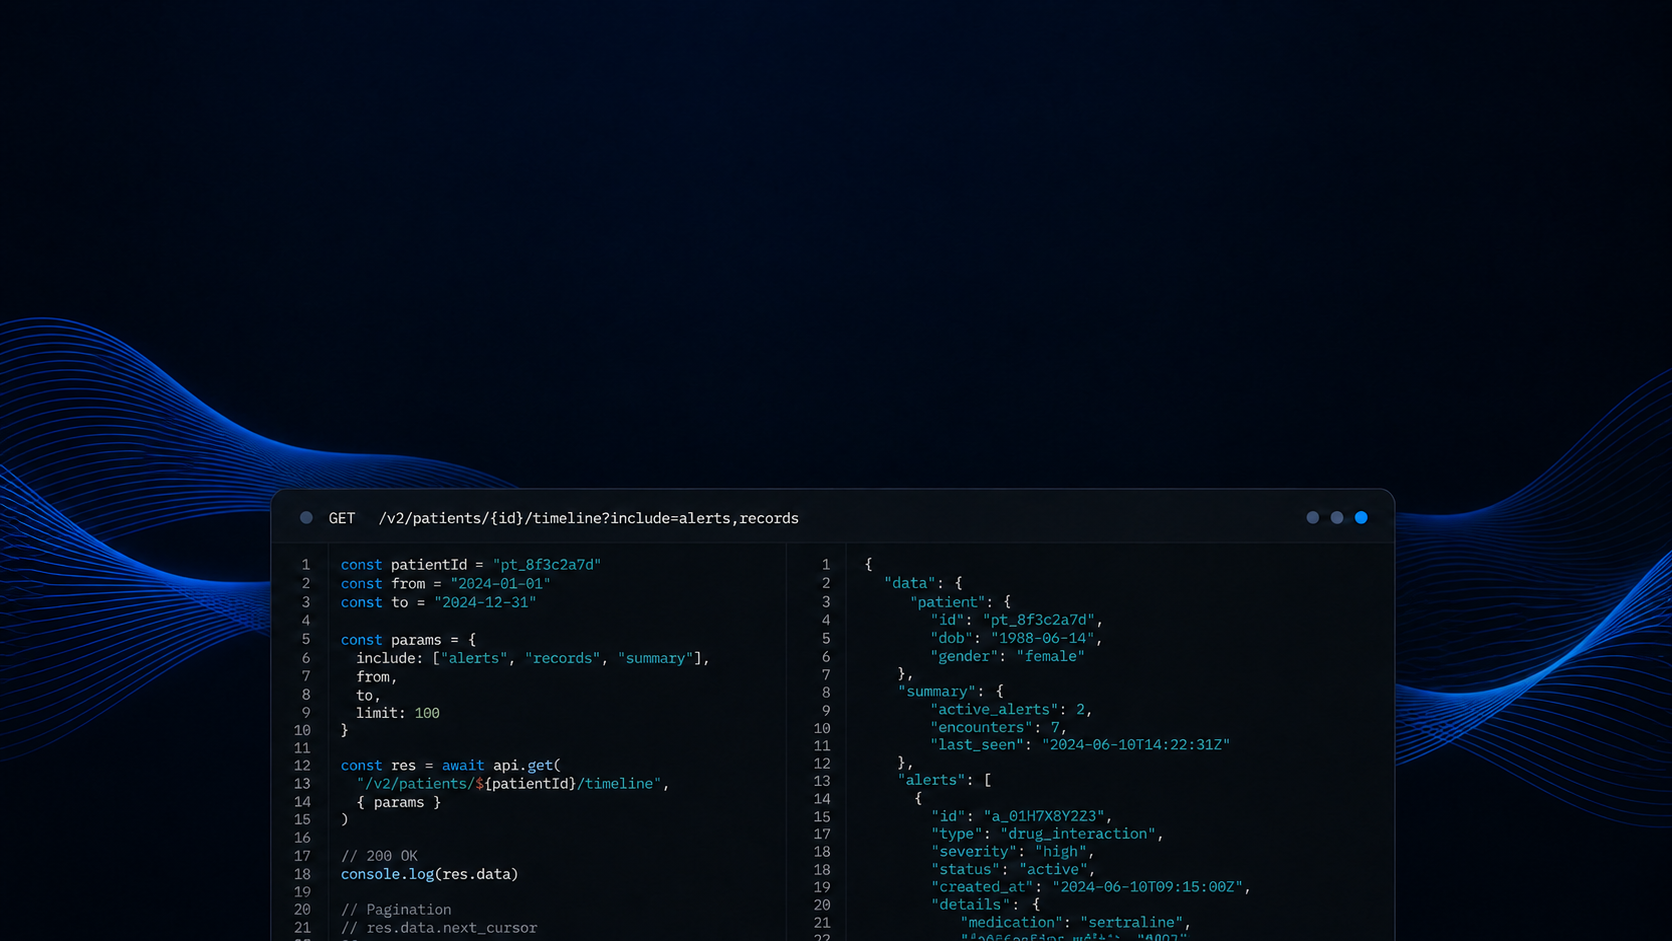 GET /v2/patients/{id}/timeline?include=alerts,records
1 const patientId = "pt_8f3c2a7d"
2 const from = "2024-01-01"
3 const to = "2024-12-31"
4
5 const params = {
6 include: ["alerts", "records", "summary"],
7 from,
8 to,
9 limit: 100
10 }
11
12 const res = await api.get(
13 "/v2/patients/${patientId}/timeline",
14 { params }
15 )
16
17 // 200 OK
18 console.log(res.data)
19
20 // Pagination
21 // res.data.next_cursor
1 {
2 "data": {
3 "patient": {
4 "id": "pt_8f3c2a7d",
5 "dob": "1988-06-14",
6 "gender": "female"
7 },
8 "summary": {
9 "active_alerts": 2,
10 "encounters": 7,
11 "last_seen": "2024-06-10T14:22:31Z"
12 },
13 "alerts": [
14 {
15 "id": "a_01H7X8Y2Z3",
17 "type": "drug_interaction",
18 "severity": "high",
18 "status": "active",
19 "created_at": "2024-06-10T09:15:00Z",
20 "details": {
21 "medication": "sertraline",
22